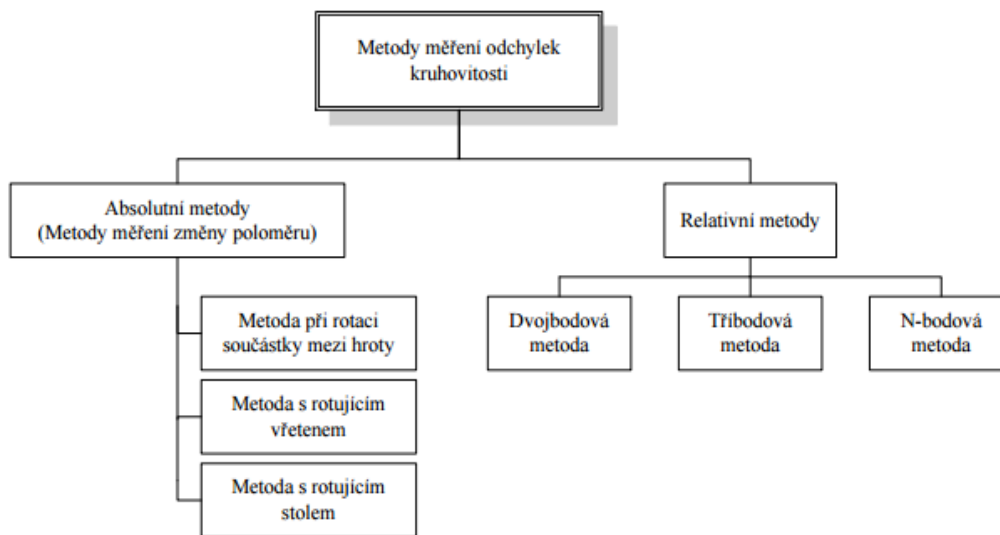 Metody měření odchylek
kruhovitosti
Absolutní metody
(Metody měření změny poloměru)
Relativní metody
Metoda při rotaci
součástky mezi hroty
Metoda s rotujícím
vřetenem
Metoda s rotujícím
stolem
Dvojbodová
metoda
Tříbodová
metoda
N-bodová
metoda